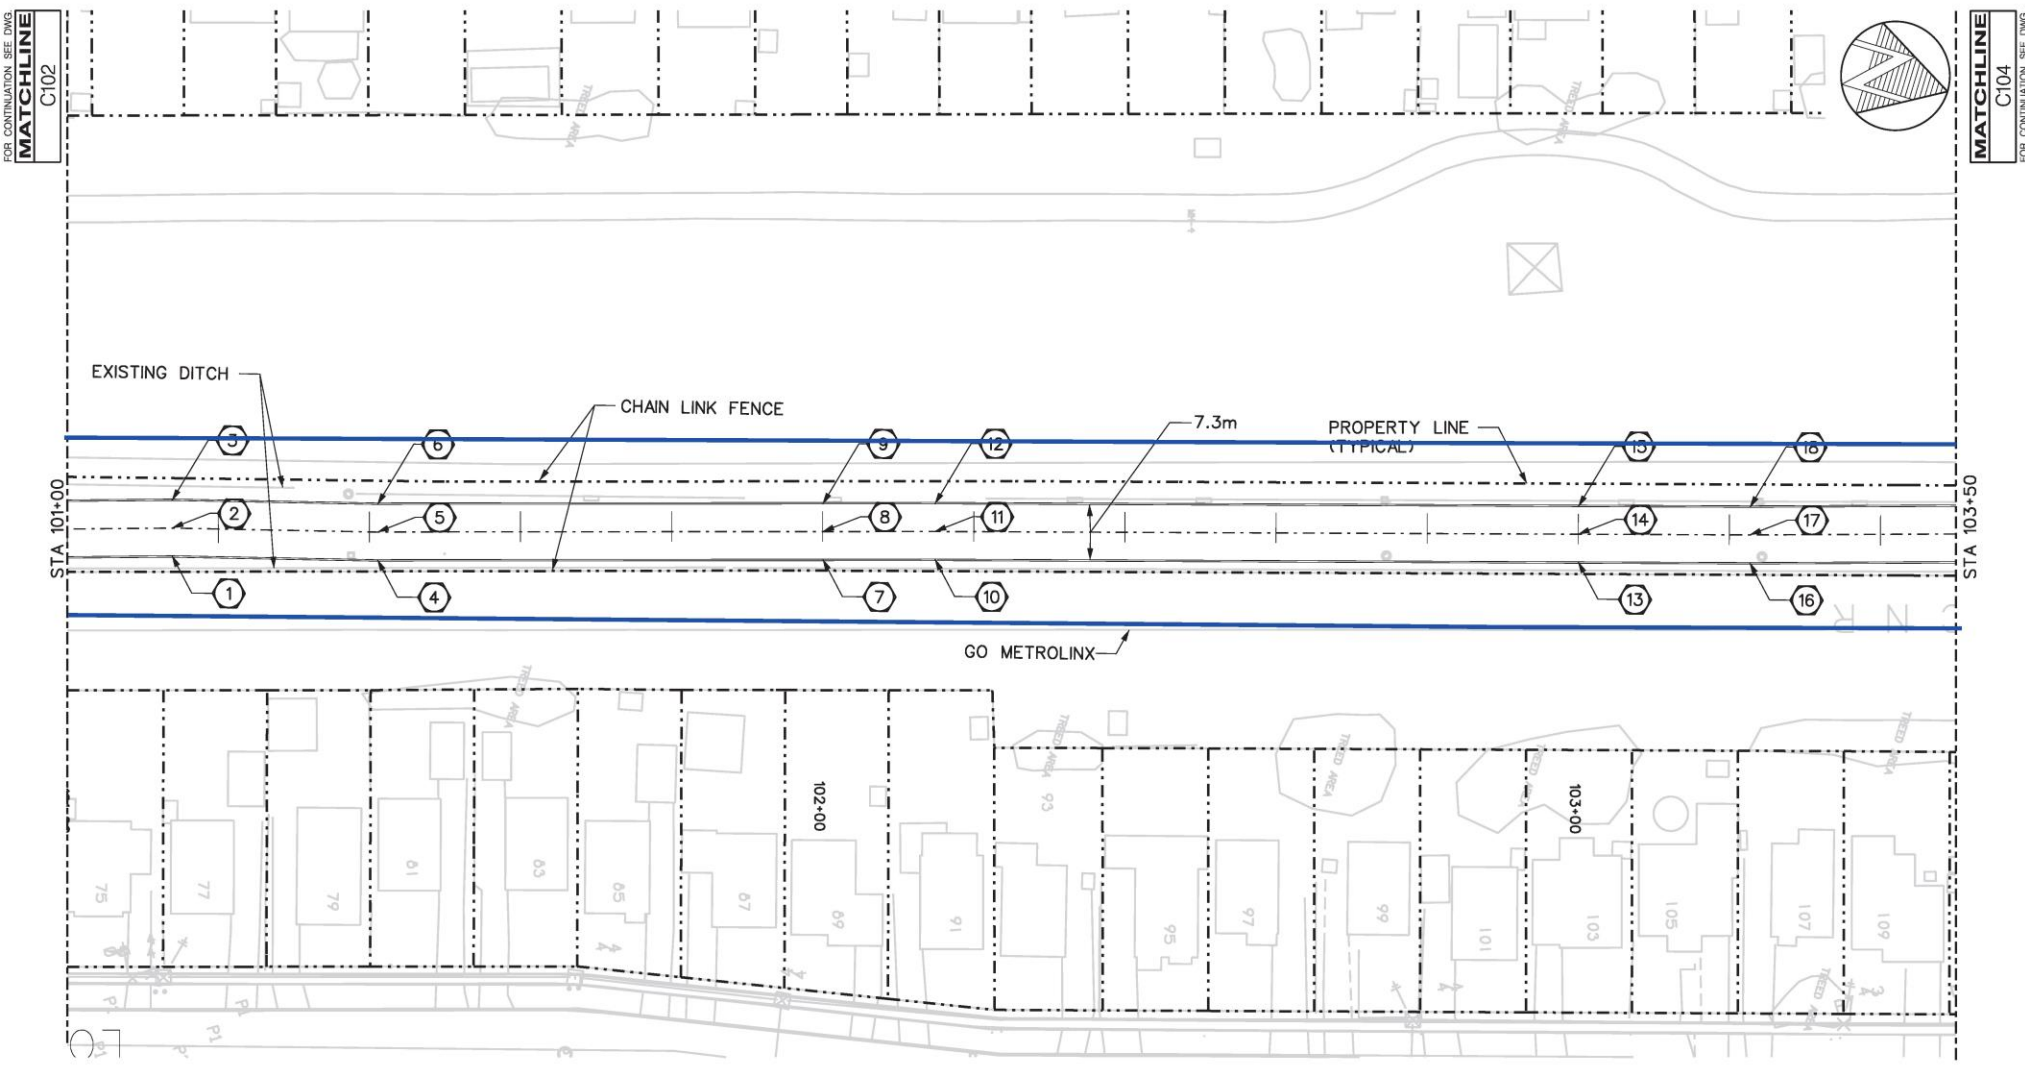 FOR CONTINUATION SEE DWG.
MATCHLINE
C102
MATCHLINE
C104
FOR CONTINUATION SEE DWG.
TREED AREA
TREED AREA
EXISTING DITCH
CHAIN LINK FENCE
7.3m
PROPERTY LINE
(TYPICAL)
3
6
9
12
15
18
STA 101+00
2
5
8
11
14
17
STA 103+50
1
4
7
10
13
16
C N R
GO METROLINX
TREED AREA
TREED AREA
TREED AREA
TREED AREA
TREED AREA
102+00
93
103+00
75
77
79
81
83
85
87
89
91
95
97
99
101
103
105
107
109
TREED AREA